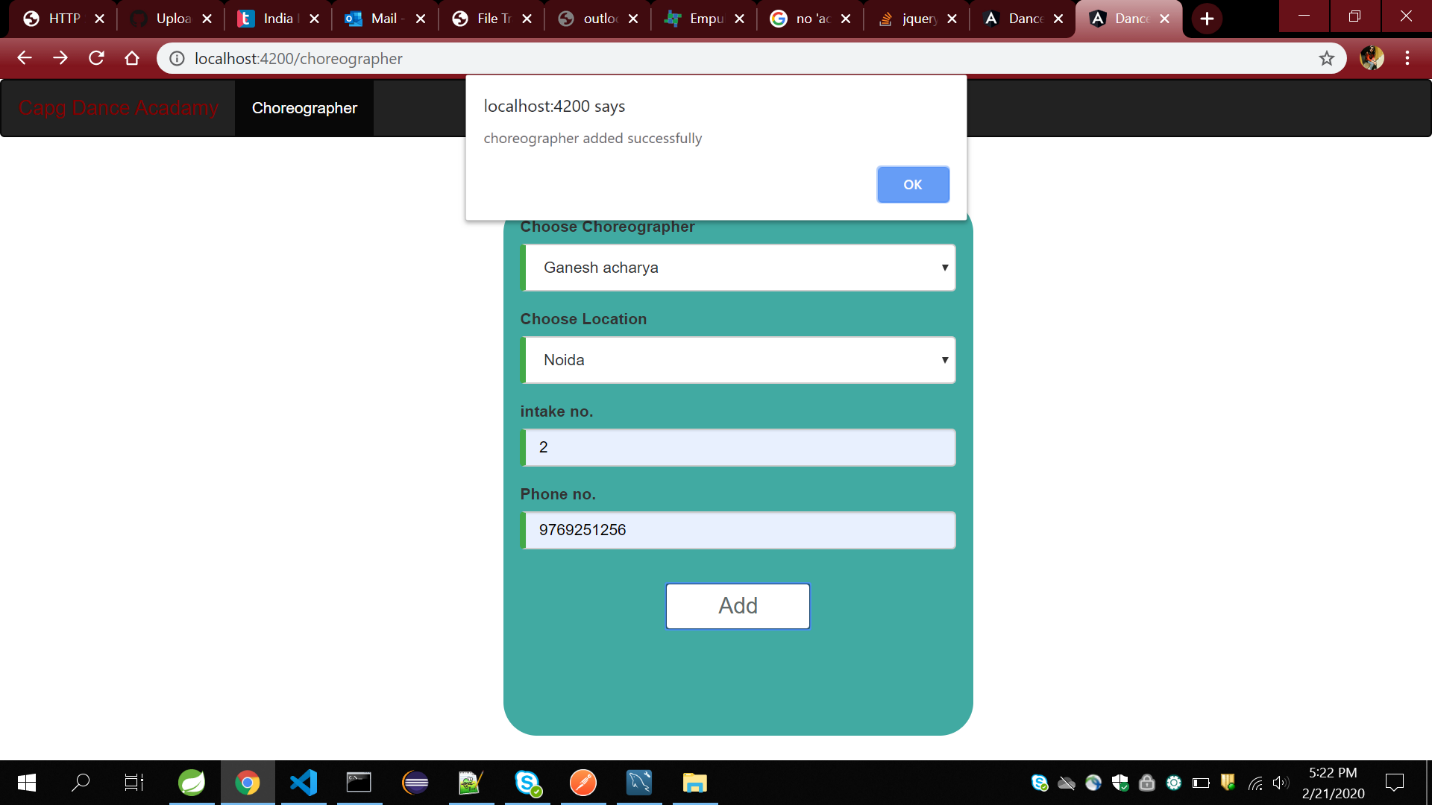 HTTP
Uploa
India
Mail
File Tr
outloo
Empu
no 'ac
jquery
Dance
Dance
localhost:4200/choreographer
Capg Dance Acadamy
Choreographer
localhost:4200 says
choreographer added successfully
OK
Choose Choreographer
Ganesh acharya
Choose Location
Noida
intake no.
2
Phone no.
9769251256
Add
5:22 PM
2/21/2020